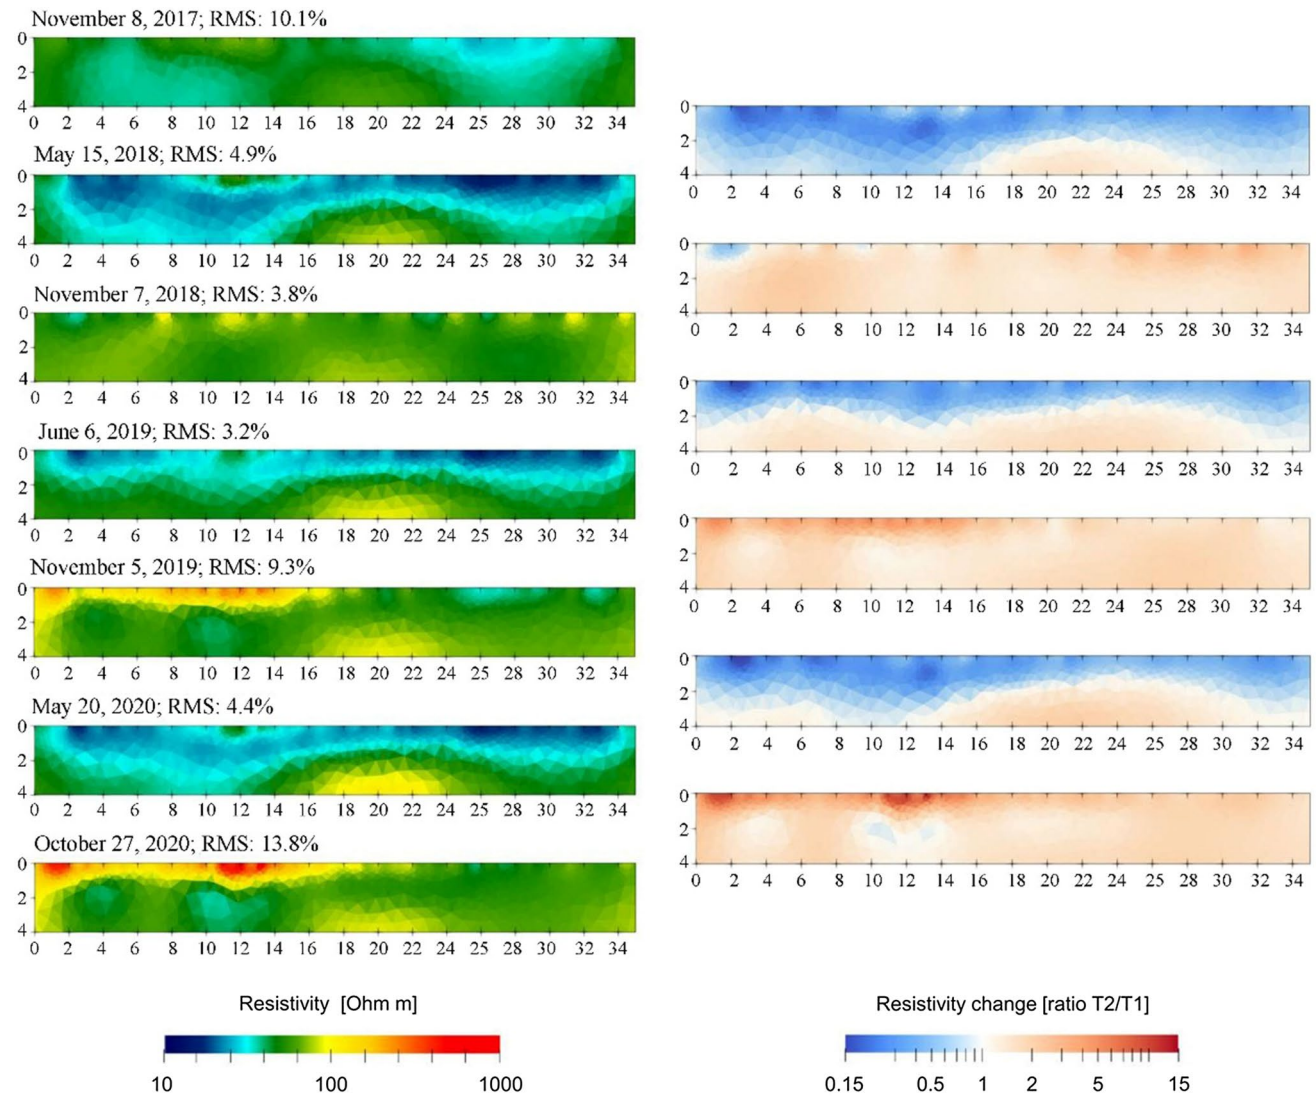 November 8, 2017; RMS: 10.1%
0
2
4
0 2 4 6 8 10 12 14 16 18 20 22 24 25 28 30 32 34
May 15, 2018; RMS: 4.9%
0
2
4
0 2 4 6 8 10 12 14 16 18 20 22 24 25 28 30 32 34
November 7, 2018; RMS: 3.8%
0
2
4
0 2 4 6 8 10 12 14 16 18 20 22 24 25 28 30 32 34
June 6, 2019; RMS: 3.2%
0
2
4
0 2 4 6 8 10 12 14 16 18 20 22 24 25 28 30 32 34
November 5, 2019; RMS: 9.3%
0
2
4
0 2 4 6 8 10 12 14 16 18 20 22 24 25 28 30 32 34
May 20, 2020; RMS: 4.4%
0
2
4
0 2 4 6 8 10 12 14 16 18 20 22 24 25 28 30 32 34
October 27, 2020; RMS: 13.8%
0
2
4
0 2 4 6 8 10 12 14 16 18 20 22 24 25 28 30 32 34
Resistivity [Ohm m]
10 100 1000
0
2
4
0 2 4 6 8 10 12 14 16 18 20 22 24 26 28 30 32 34
0
2
4
0 2 4 6 8 10 12 14 16 18 20 22 24 26 28 30 32 34
0
2
4
0 2 4 6 8 10 12 14 16 18 20 22 24 26 28 30 32 34
0
2
4
0 2 4 6 8 10 12 14 16 18 20 22 24 26 28 30 32 34
0
2
4
0 2 4 6 8 10 12 14 16 18 20 22 24 26 28 30 32 34
0
2
4
0 2 4 6 8 10 12 14 16 18 20 22 24 26 28 30 32 34
Resistivity change [ratio T2/T1]
0.15 0.5 1 2 5 15